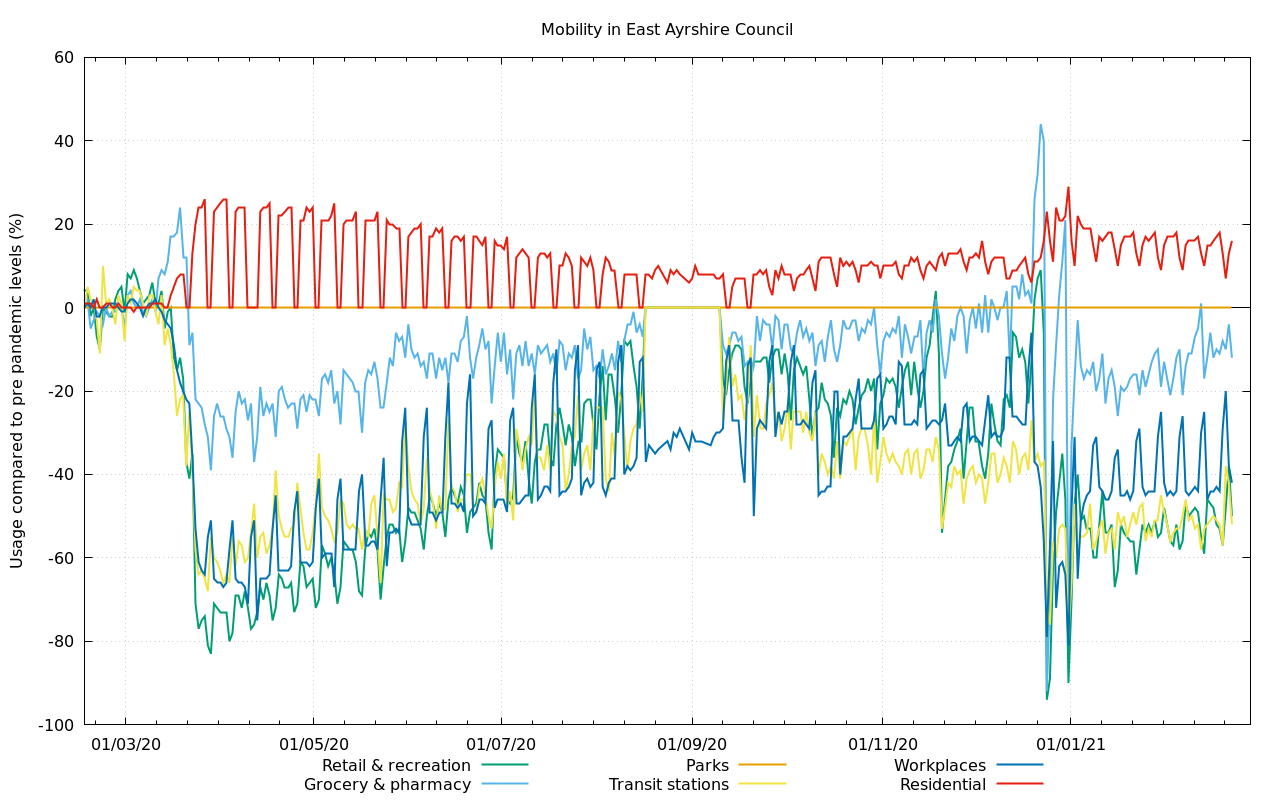 Mobility in East Ayrshire Council
Usage compared to pre pandemic levels (%)
60
40
20
0
-20
-40
-60
-80
-100
01/03/20 01/05/20 01/07/20 01/09/20 01/11/20 01/01/21
Retail & recreation Parks Workplaces
Grocery & pharmacy Transit stations Residential